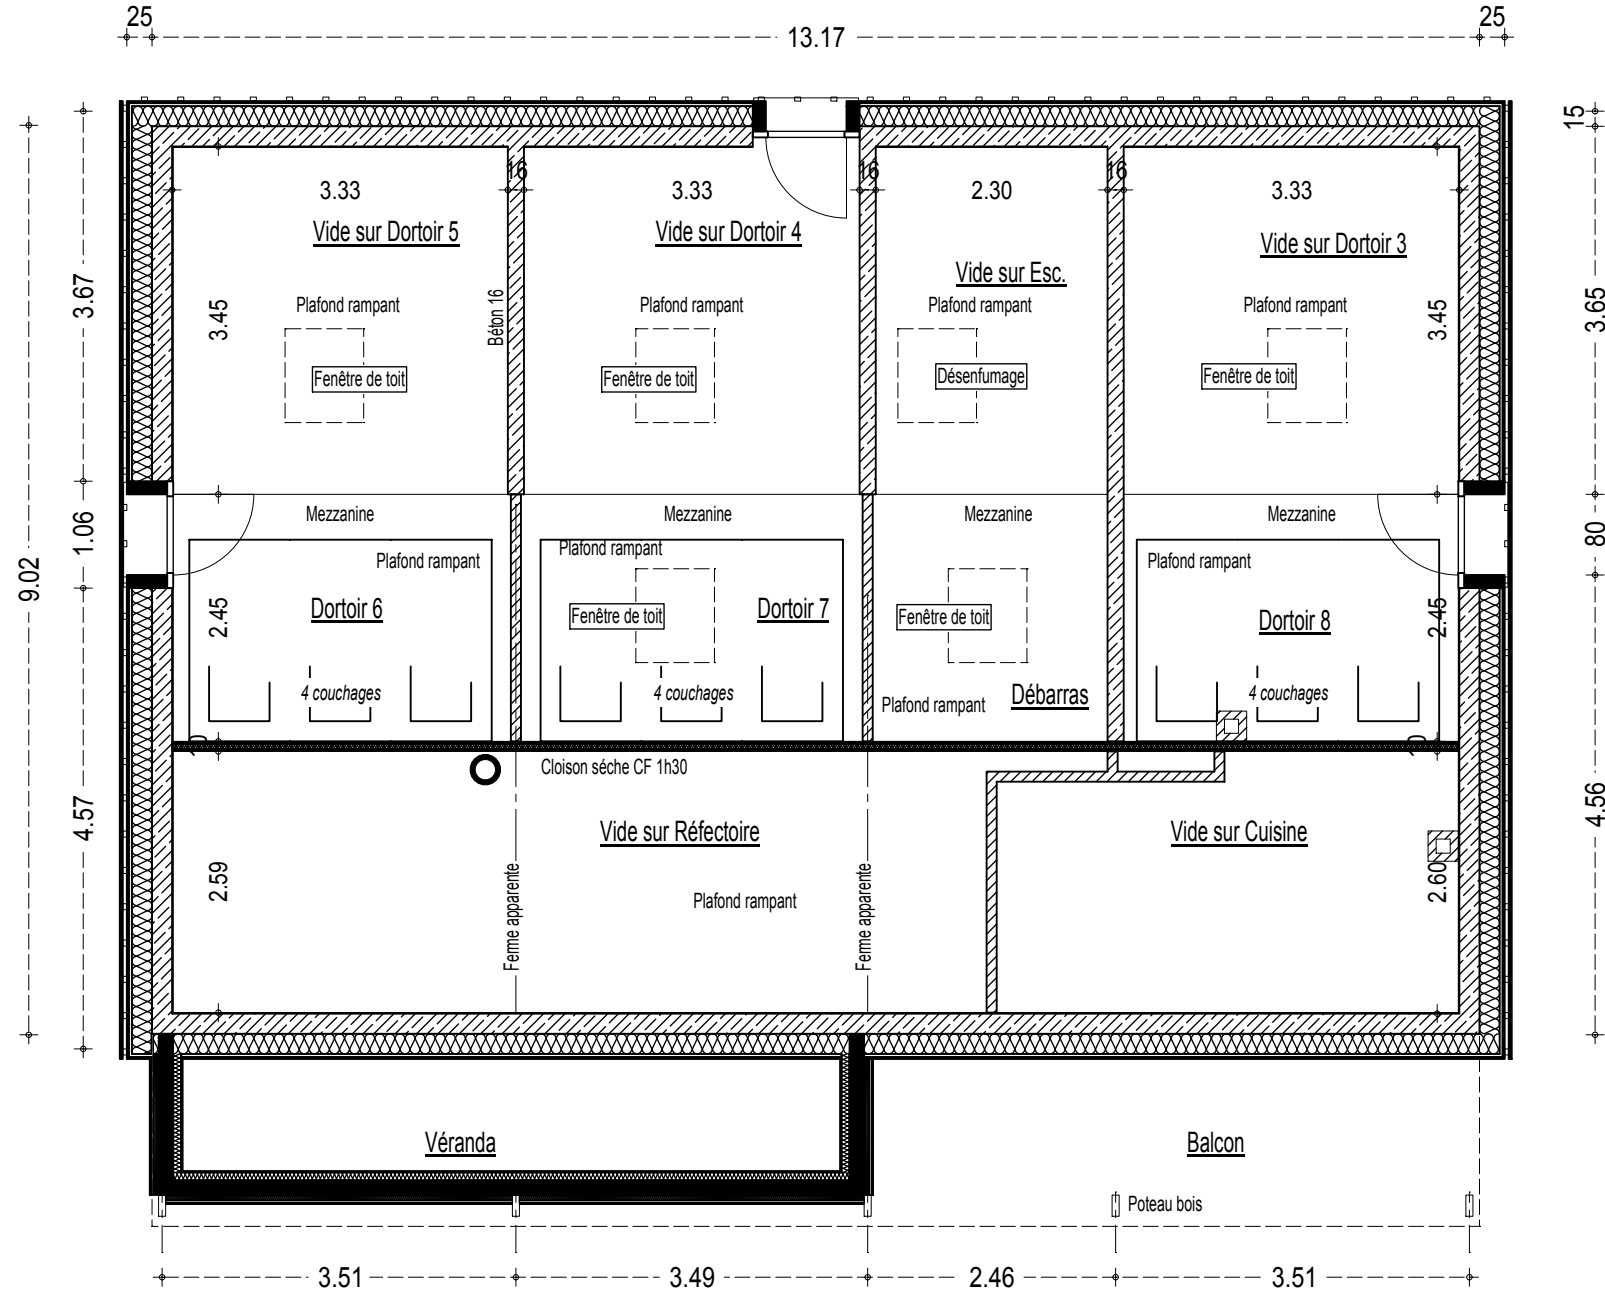 25
13.17
25
15
16
16
16
3.33
3.33
2.30
3.33
Vide sur Dortoir 5
Vide sur Dortoir 4
Vide sur Esc.
Vide sur Dortoir 3
Plafond rampant
Plafond rampant
Plafond rampant
Plafond rampant
3.67
3.45
Béton 16
3.45
3.65
Fenêtre de toit
Fenêtre de toit
Désenfumage
Fenêtre de toit
Mezzanine
Mezzanine
Mezzanine
Mezzanine
9.02
1.06
80
Plafond rampant
Plafond rampant
Plafond rampant
2.45
Dortoir 6
Fenêtre de toit
Dortoir 7
Fenêtre de toit
Dortoir 8
2.45
4 couchages
4 couchages
Plafond rampant
Débarras
4 couchages
10
10
Cloison séche CF 1h30
4.57
4.56
Vide sur Réfectoire
Vide sur Cuisine
2.59
Ferme apparente
Plafond rampant
Ferme apparente
2.60
Véranda
Balcon
Poteau bois
3.51
3.49
2.46
3.51